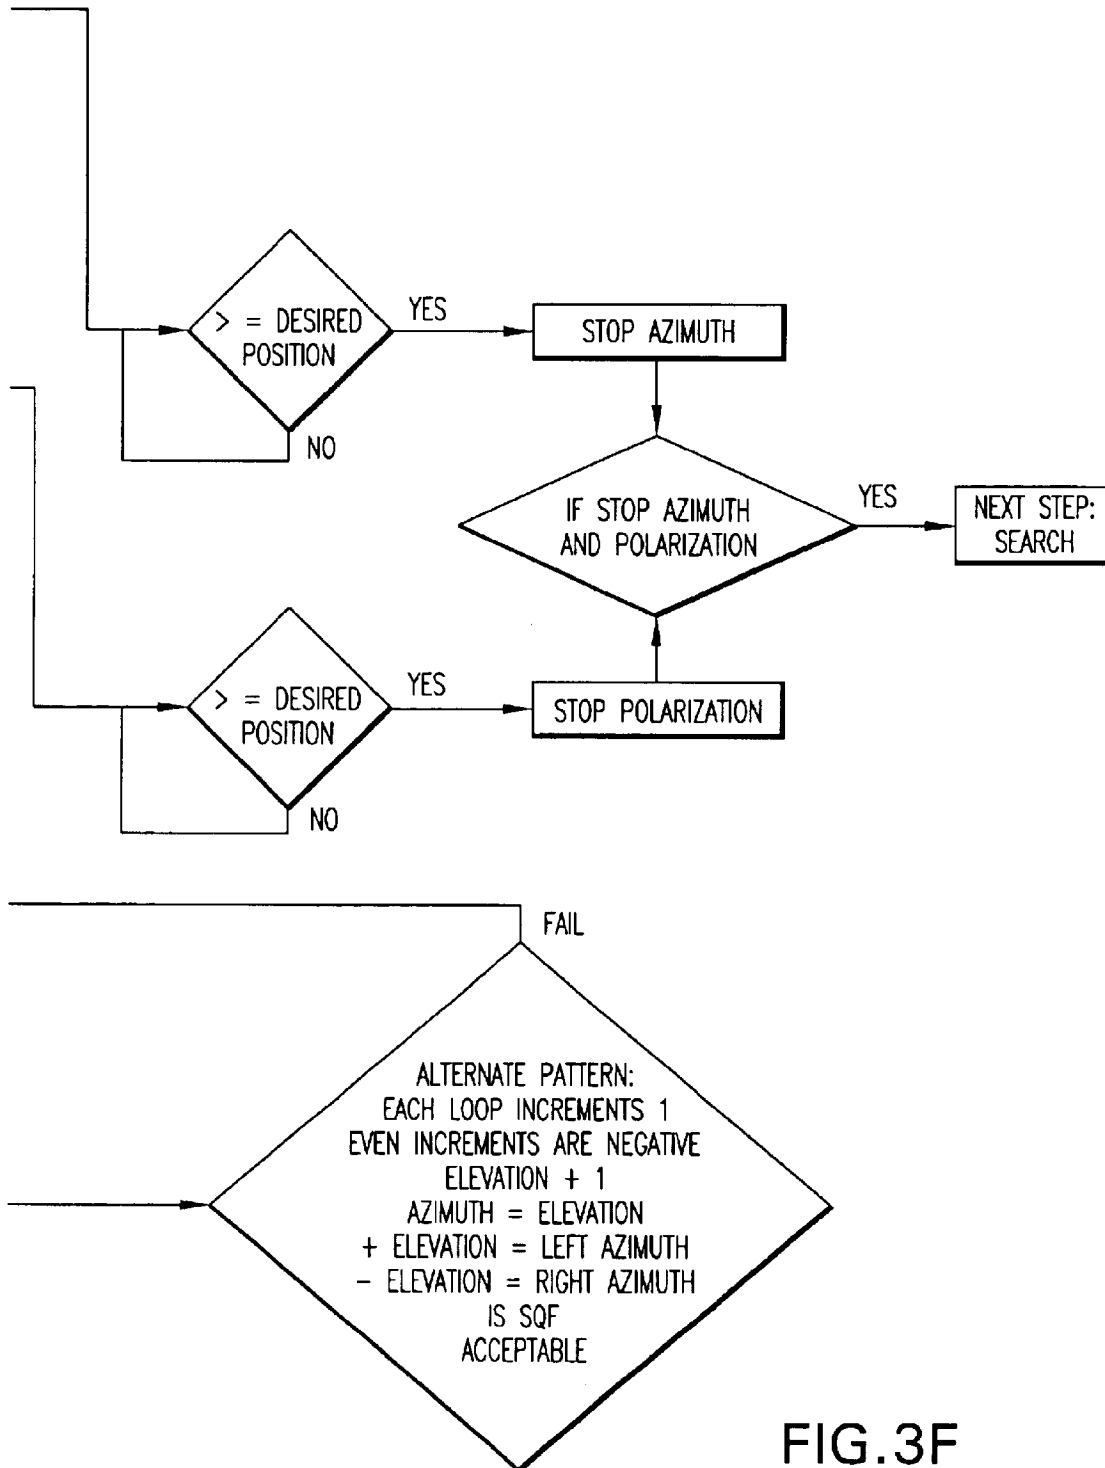 > = DESIRED
POSITION
YES
NO
STOP AZIMUTH
IF STOP AZIMUTH
AND POLARIZATION
YES
NEXT STEP:
SEARCH
> = DESIRED
POSITION
YES
NO
STOP POLARIZATION
FAIL
ALTERNATE PATTERN:
EACH LOOP INCREMENTS 1
EVEN INCREMENTS ARE NEGATIVE
ELEVATION + 1
AZIMUTH = ELEVATION
+ ELEVATION = LEFT AZIMUTH
- ELEVATION = RIGHT AZIMUTH
IS SQF
ACCEPTABLE
FIG.3F